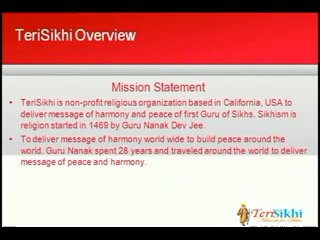 TeriSikhi Overview
Mission Statement
• TeriSikhi is non-profit religious organization based in California, USA to
deliver message of harmony and peace of first Guru of Sikhs. Sikhism is
religion started in 1469 by Guru Nanak Dev Jee.
• To deliver message of harmony world wide to build peace around the
world. Guru Nanak spent 28 years and traveled around the world to deliver
message of peace and harmony.
TeriSikhi